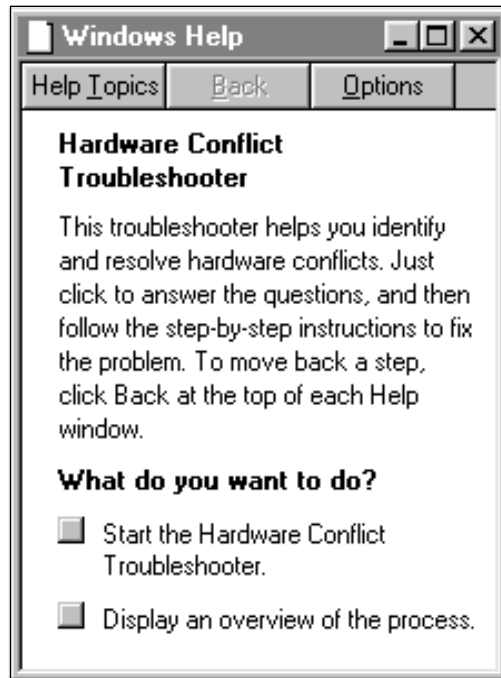 Windows Help
Help Topics Back Options
Hardware Conflict
Troubleshooter
This troubleshooter helps you identify
and resolve hardware conflicts. Just
click to answer the questions, and then
follow the step-by-step instructions to fix
the problem. To move back a step,
click Back at the top of each Help
window.
What do you want to do?
Start the Hardware Conflict
Troubleshooter.
Display an overview of the process.